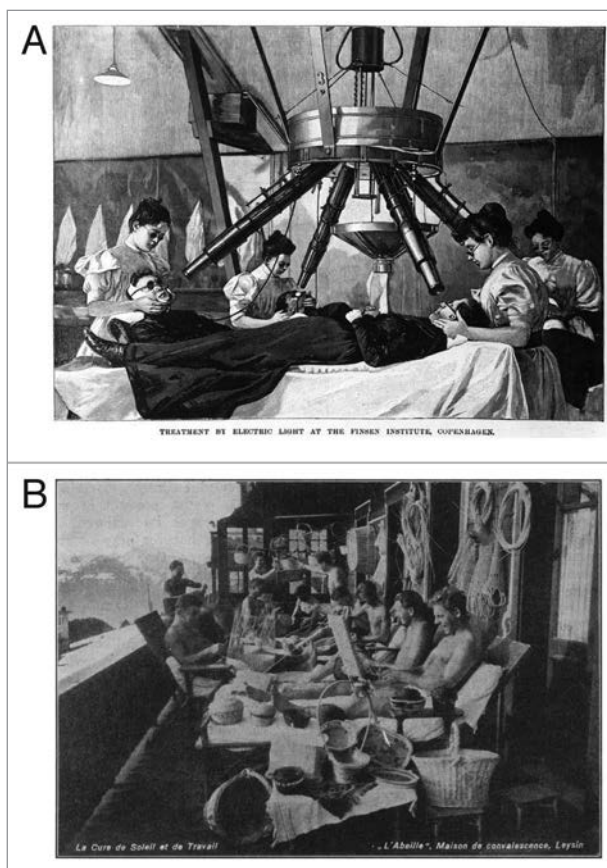 A
TREATMENT BY ELECTRIC LIGHT AT THE FINSEN INSTITUTE, COPENHAGEN.
B
La Cure de Soleil et de Travail
„L'Abeille“, Maison de convalescence, Leysin